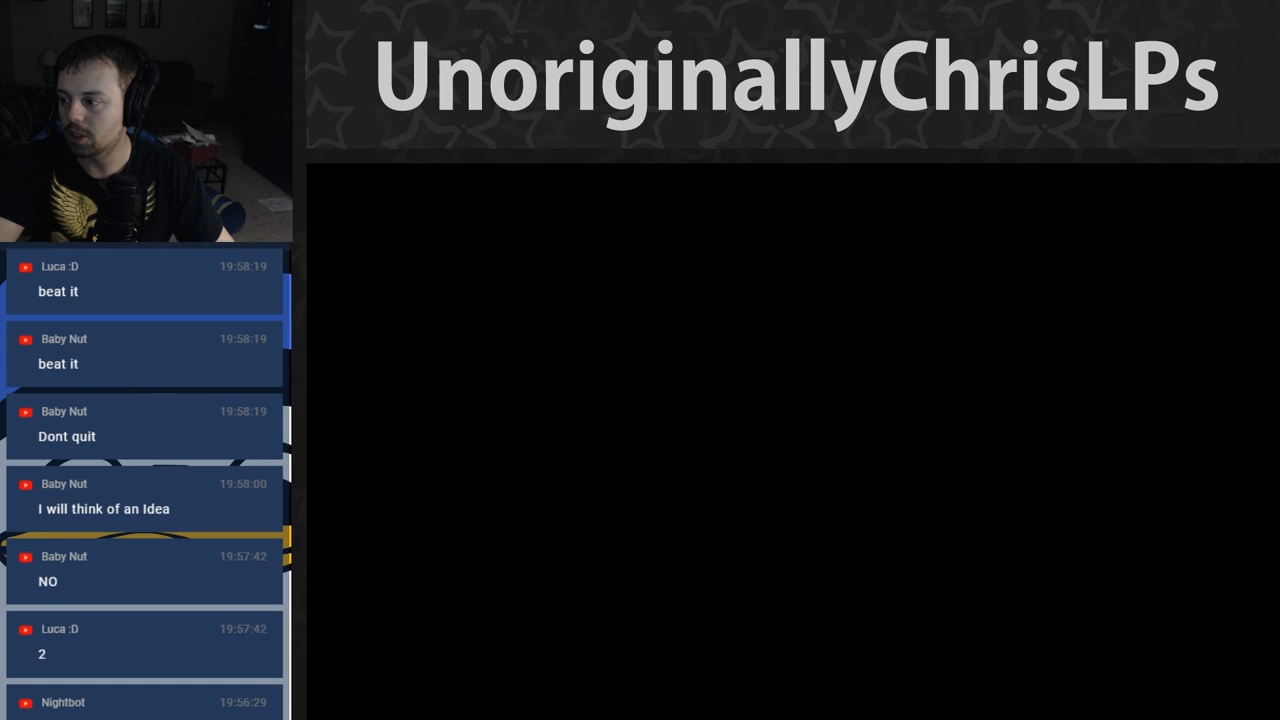 UnoriginallyChrisLPs
Luca :D 19:58:19
beat it
Baby Nut 19:58:19
beat it
Baby Nut 19:58:19
Dont quit
Baby Nut 19:58:00
I will think of an Idea
Baby Nut 19:57:42
NO
Luca :D 19:57:42
2
Nightbot 19:56:29